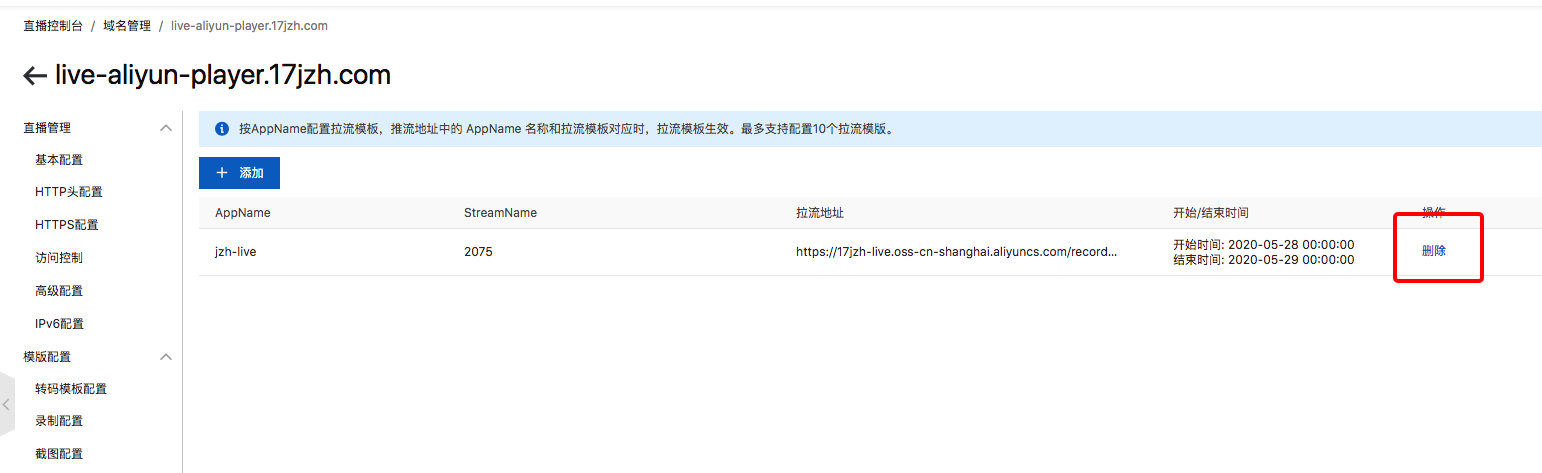 直播控制台 / 域名管理 / live-aliyun-player.17jzh.com
live-aliyun-player.17jzh.com
直播管理
基本配置
HTTP头配置
HTTPS配置
访问控制
高级配置
IPv6配置
模版配置
转码模板配置
录制配置
截图配置
按AppName配置拉流模板，推流地址中的 AppName 名称和拉流模板对应时，拉流模板生效。最多支持配置10个拉流模版。
添加
AppName StreamName 拉流地址 开始/结束时间 操作
jzh-live 2075 https://17jzh-live.oss-cn-shanghai.aliyuncs.com/record... 开始时间: 2020-05-28 00:00:00 删除
结束时间: 2020-05-29 00:00:00